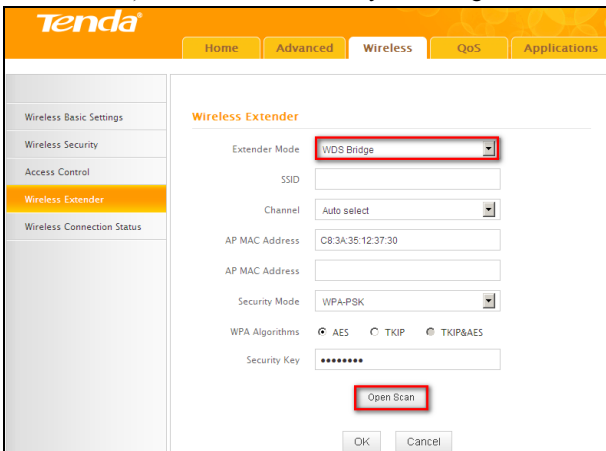 Tenda
Home Advanced Wireless QoS Applications
Wireless Basic Settings
Wireless Security
Access Control
Wireless Extender
Wireless Connection Status
Wireless Extender
Extender Mode WDS Bridge
SSID
Channel Auto select
AP MAC Address C8:3A:35:12:37:30
AP MAC Address
Security Mode WPA-PSK
WPA Algorithms AES TKIP TKIP&AES
Security Key ••••••••
Open Scan
OK Cancel